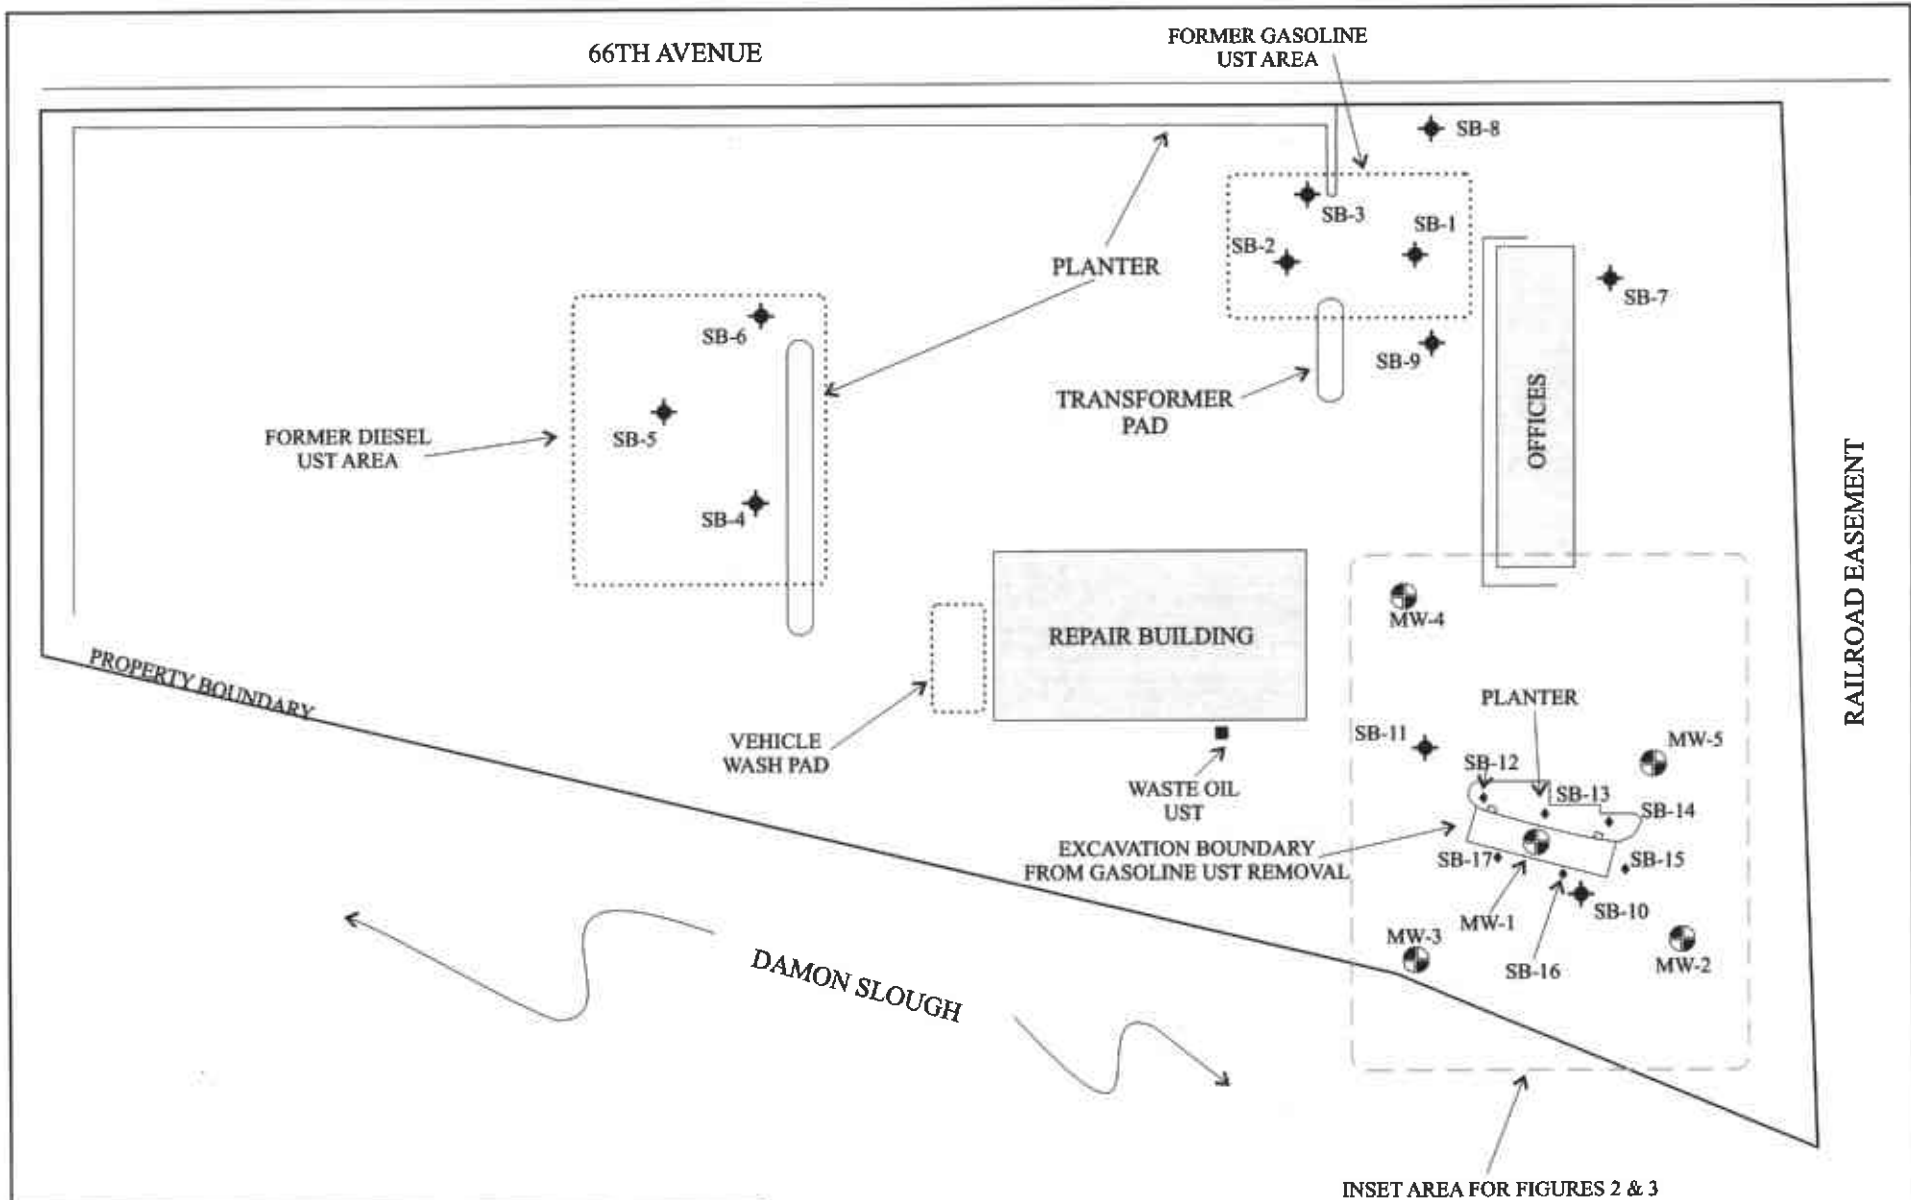 66TH AVENUE
FORMER GASOLINE
UST AREA
SB-8
SB-3
SB-1
SB-2
PLANTER
SB-7
SB-6
SB-9
TRANSFORMER
PAD
OFFICES
FORMER DIESEL
UST AREA
SB-5
SB-4
RAILROAD EASEMENT
MW-4
REPAIR BUILDING
PROPERTY BOUNDARY
PLANTER
SB-11
MW-5
VEHICLE
WASH PAD
SB-12
WASTE OIL
UST
SB-13
SB-14
EXCAVATION BOUNDARY
FROM GASOLINE UST REMOVAL
SB-17
SB-15
SB-10
MW-1
MW-3
MW-2
SB-16
DAMON SLOUGH
INSET AREA FOR FIGURES 2 & 3